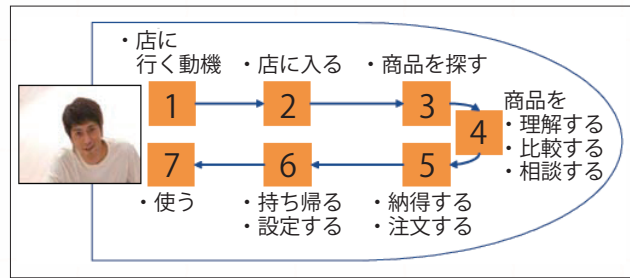 ・店に
行く動機
・店に入る
・商品を探す
1
2
3
4
商品を
・理解する
・比較する
・相談する
7
6
5
・使う
・持ち帰る
・設定する
・納得する
・注文する